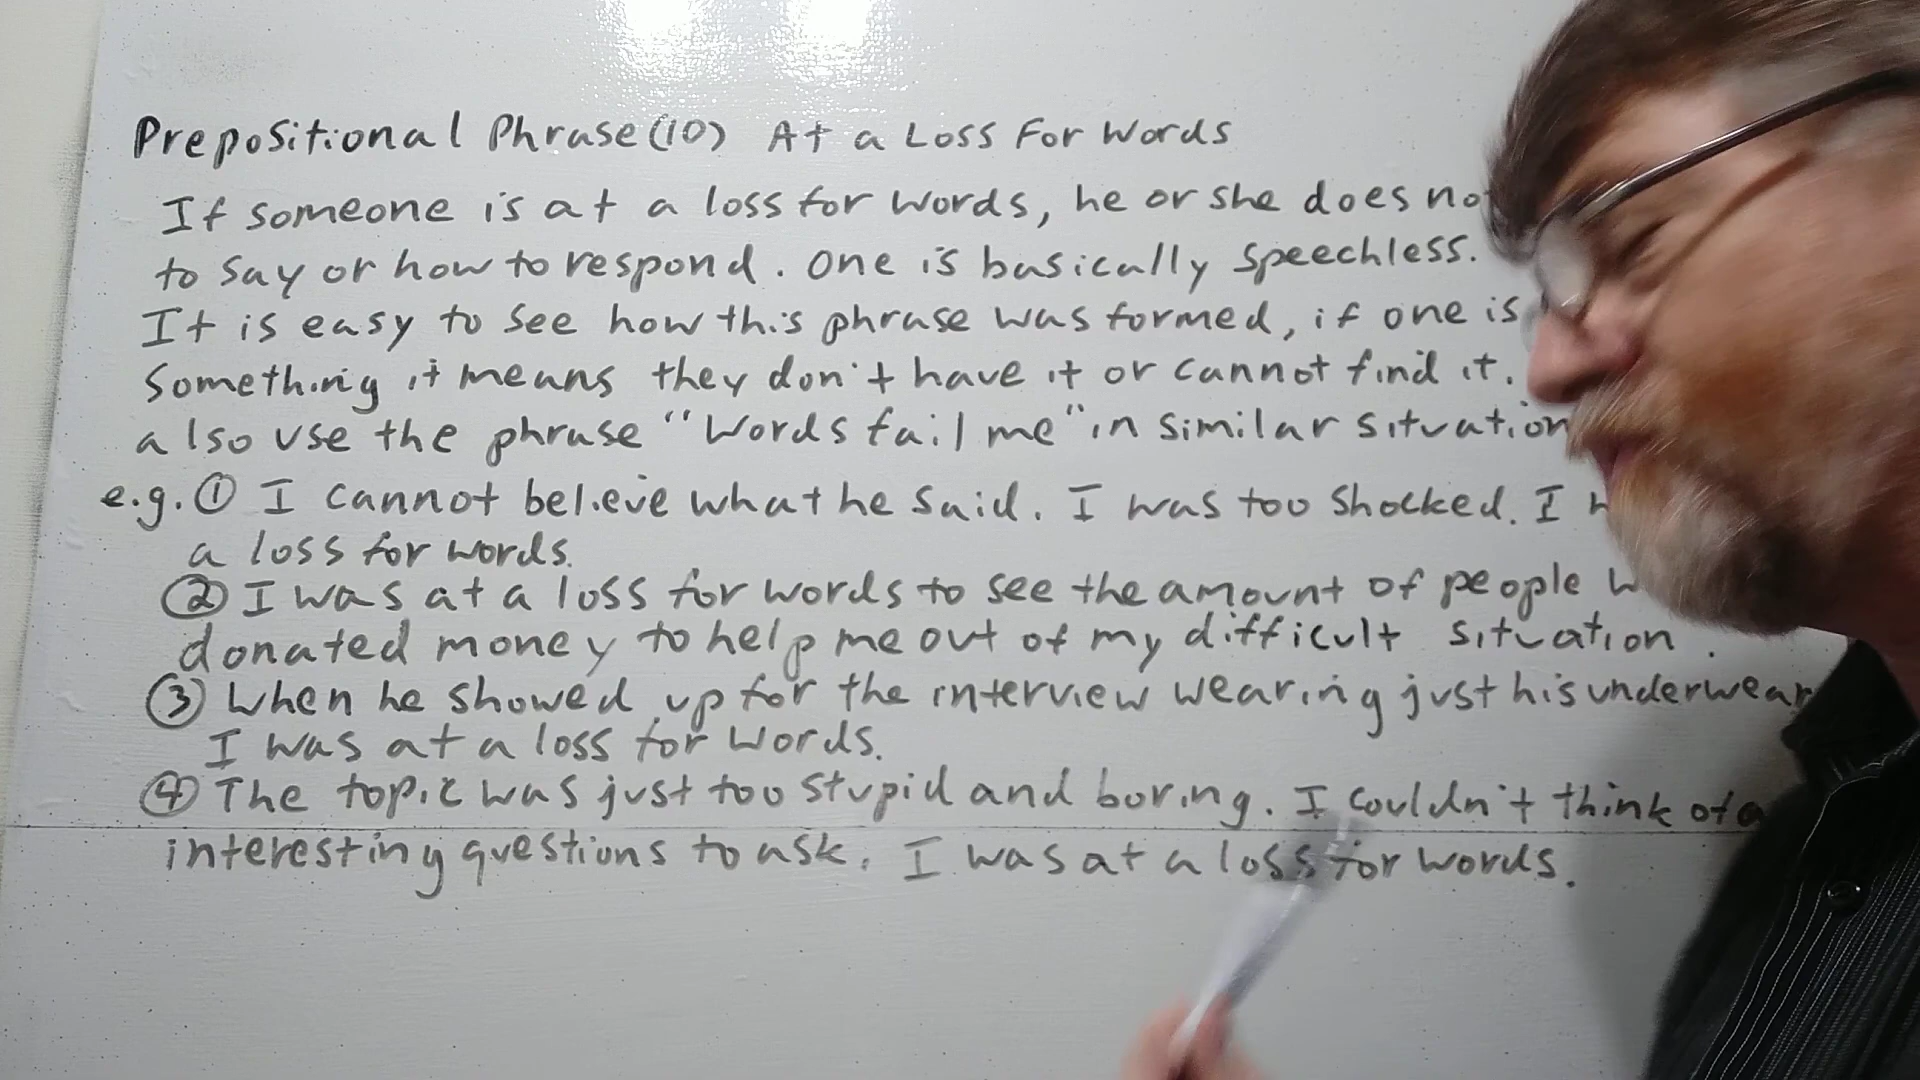 Prepositional Phrase (10) At a Loss For Words
If someone is at a loss for words, he or she does
to say or how to respond. One is basically speechless.
It is easy to see how this phrase was formed, if one is
Something it means they don't have it or cannot find it.
also use the phrase "Words fail me" in similar
e.g. ① I cannot believe what he said. I was too shocked. I
a loss for words.
② I was at a loss for words to see the amount of people
donated money to help me out of my difficult situation.
③ When he showed up for the interview wearing just his underwear
I was at a loss for words.
④ The topic was just too stupid and boring. I couldn't think of
interesting questions to ask. I was at a loss for words.